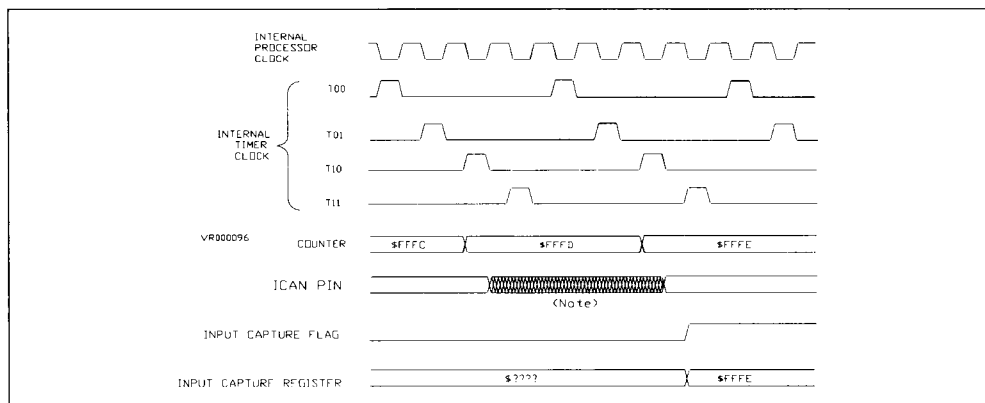 INTERNAL
PROCESSOR
CLOCK
T00
INTERNAL
TIMER
CLOCK
T01
T10
T11
VR000096 COUNTER $FFFC $FFFD $FFFE
ICAN PIN
(Note)
INPUT CAPTURE FLAG
INPUT CAPTURE REGISTER $???? $FFFE